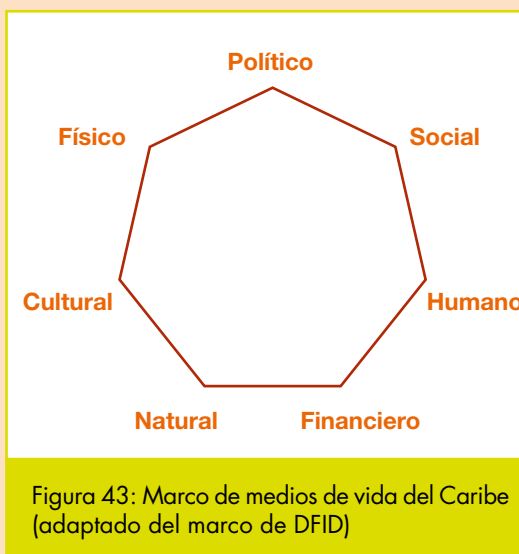 Político
Físico
Social
Cultural
Humano
Natural
Financiero
Figura 43: Marco de medios de vida del Caribe
(adaptado del marco de DFID)